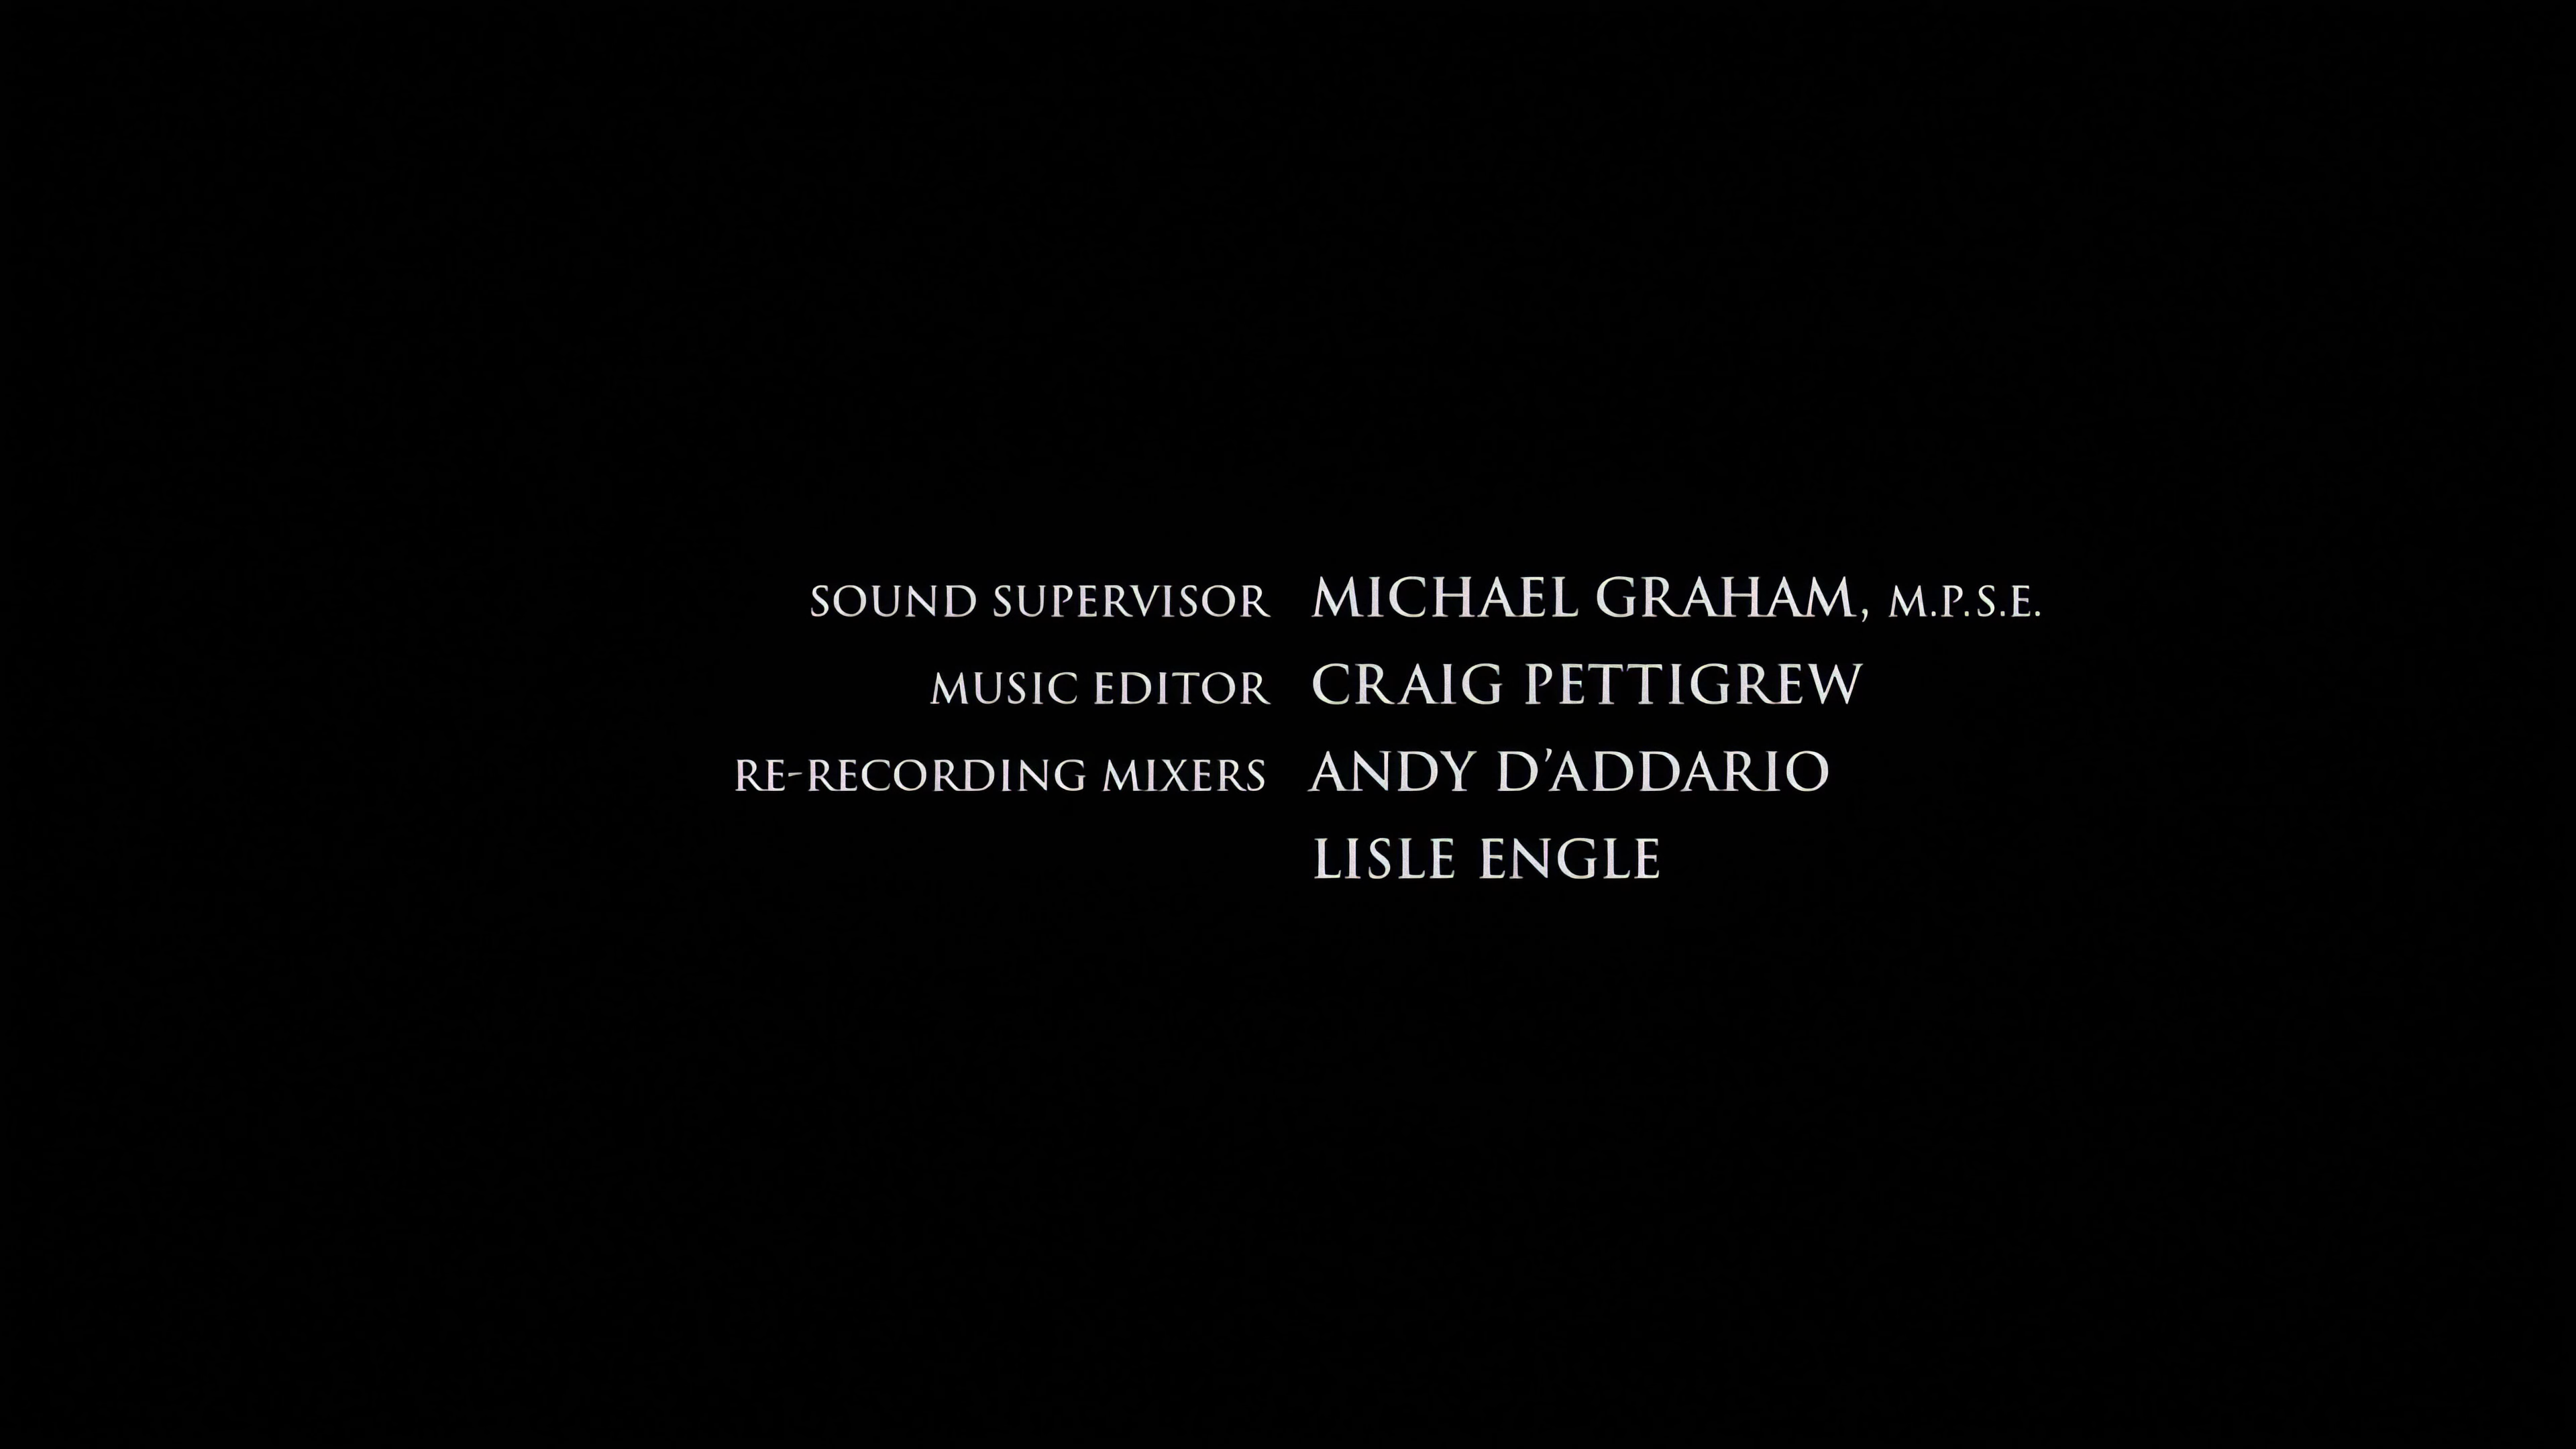 SOUND SUPERVISOR MICHAEL GRAHAM, M.P.S.E.
MUSIC EDITOR CRAIG PETTIGREW
RE-RECORDING MIXERS ANDY D’ADDARIO
LISLE ENGLE